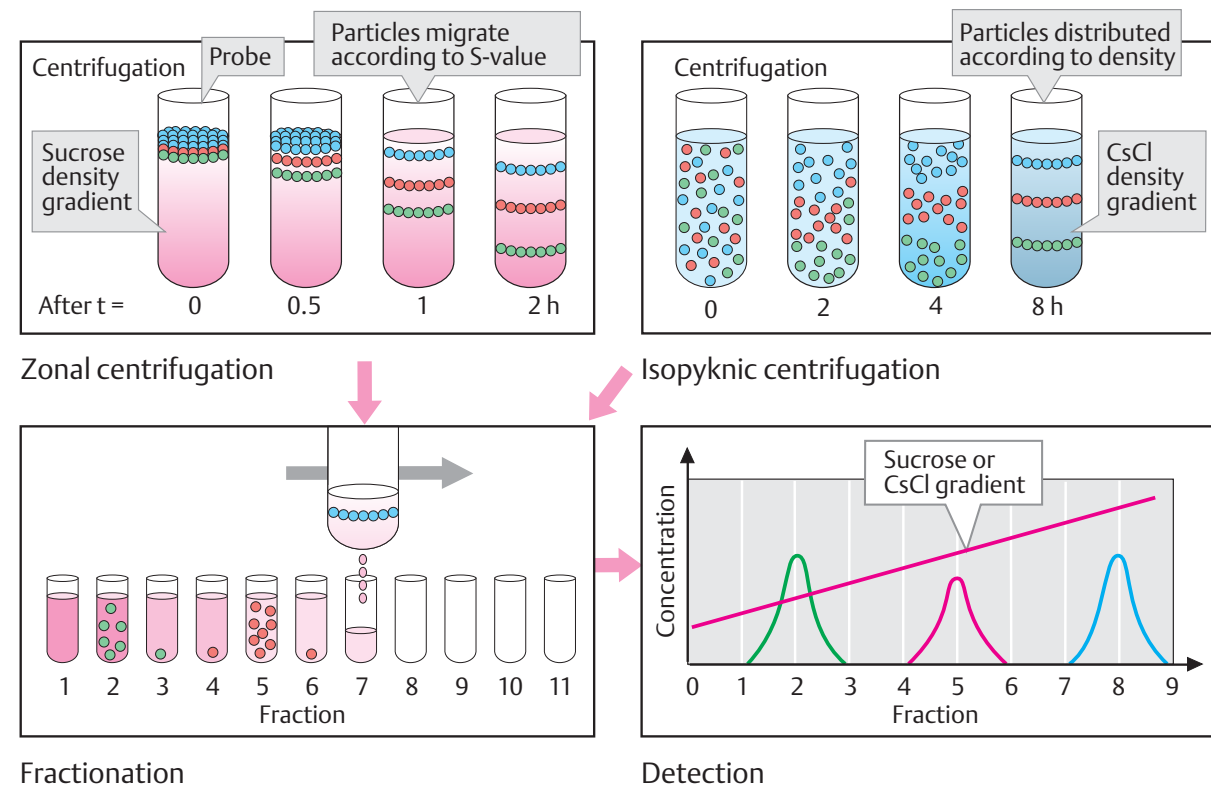 Centrifugation
Probe
Particles migrate
according to S-value
Sucrose
density
gradient
After t =
0
0.5
1
2 h
Zonal centrifugation
Centrifugation
Particles distributed
according to density
CsCl
density
gradient
0
2
4
8 h
Isopyknic centrifugation
1 2 3 4 5 6 7 8 9 10 11
Fraction
Fractionation
Sucrose or
CsCl gradient
Concentration
0 1 2 3 4 5 6 7 8 9
Fraction
Detection